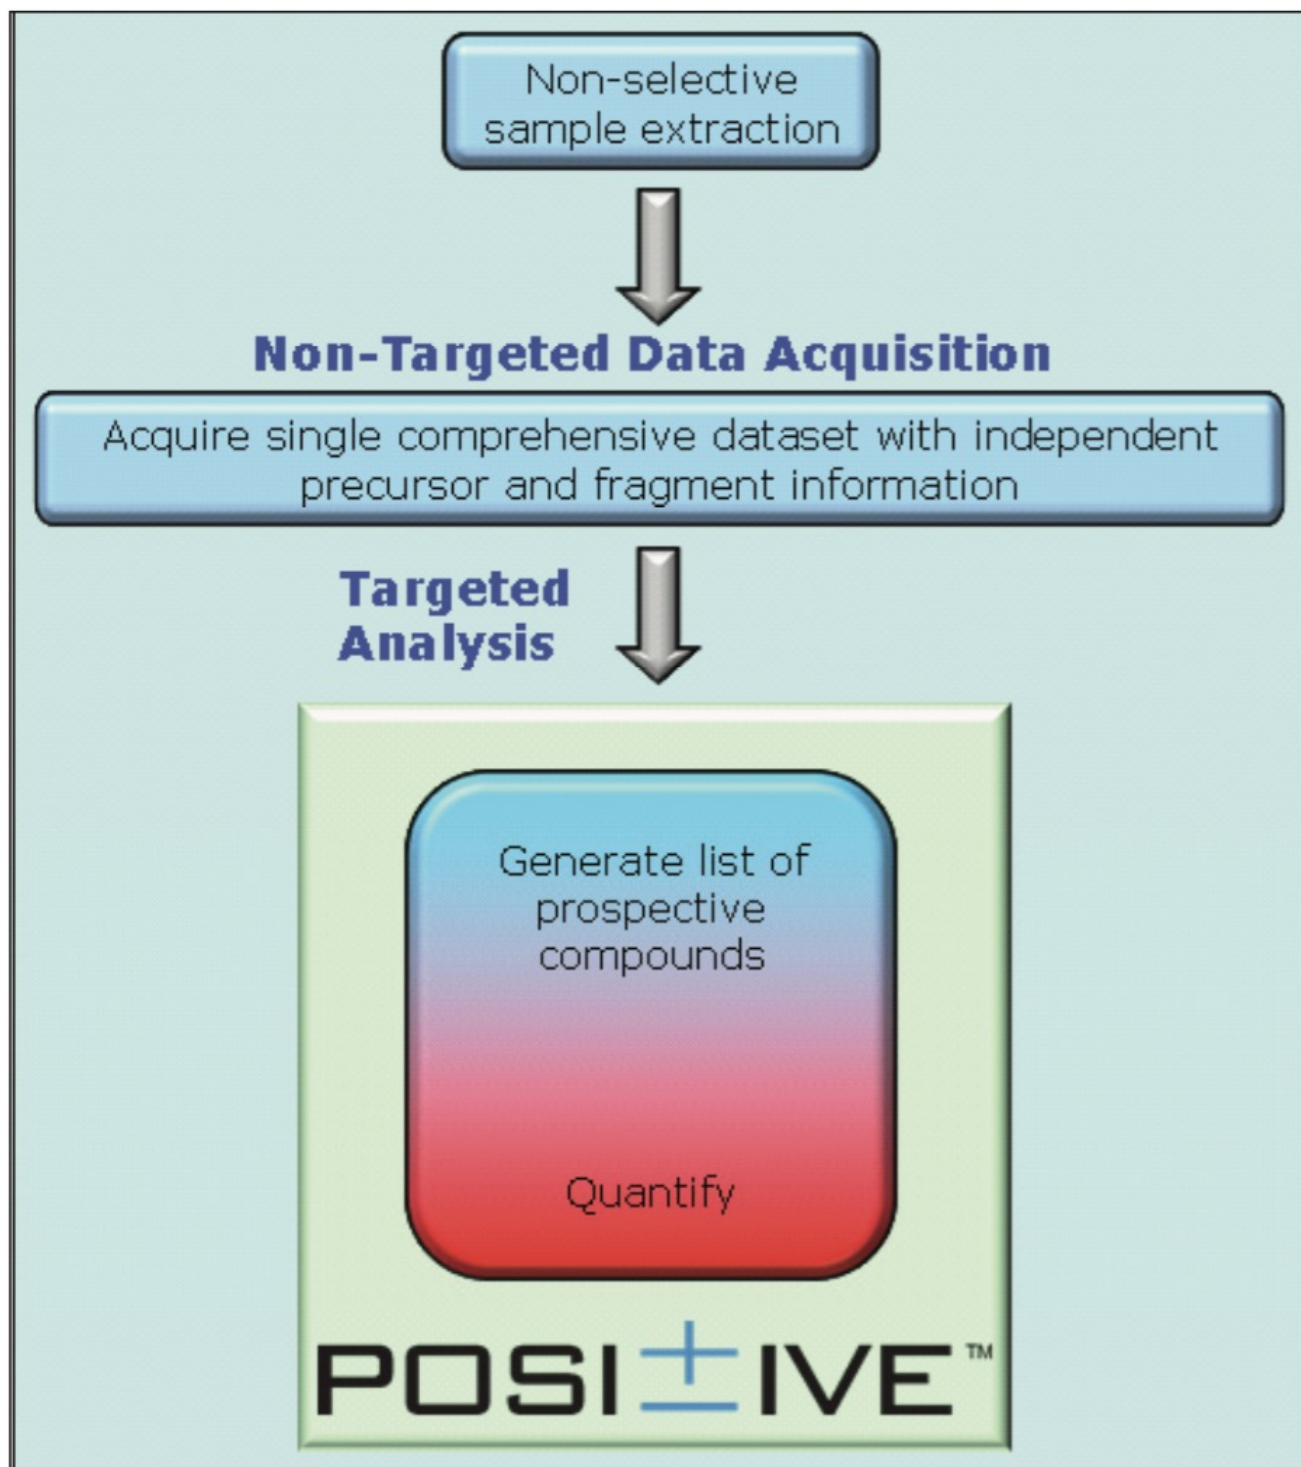 Non-selective
sample extraction
Non-Targeted Data Acquisition
Acquire single comprehensive dataset with independent
precursor and fragment information
Targeted
Analysis
Generate list of
prospective
compounds
Quantify
POSI±IVE™